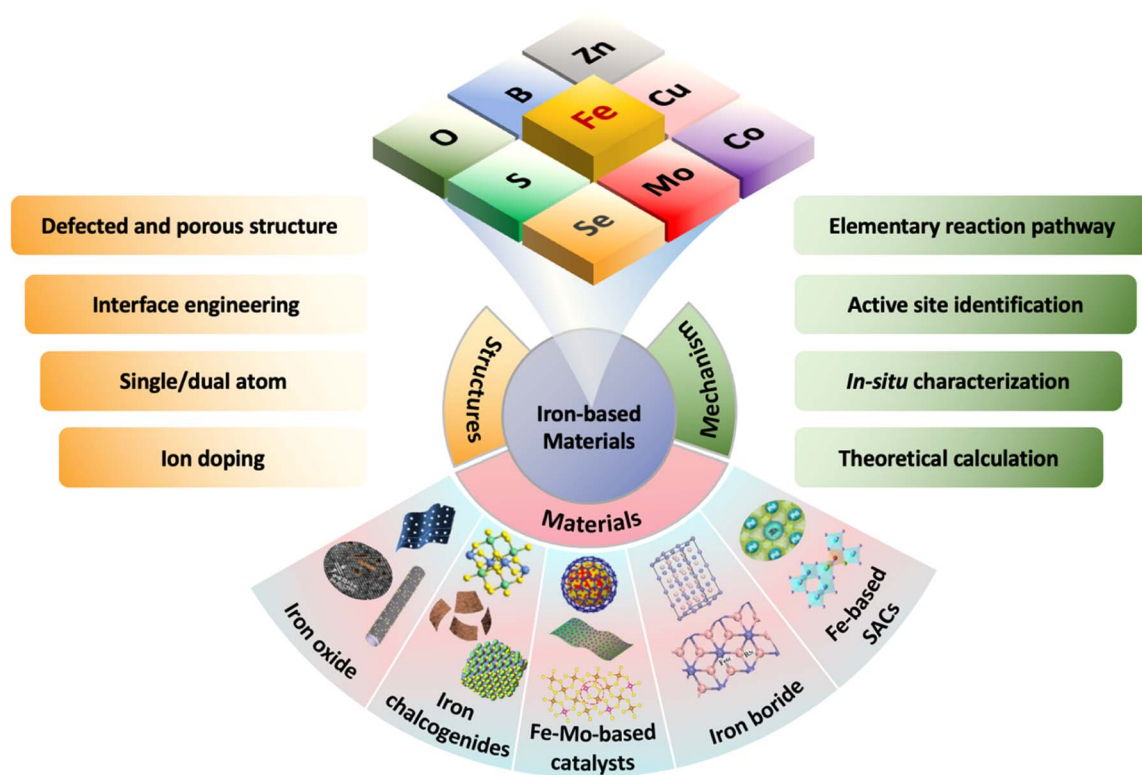 Zn
B
Cu
O
Fe
Co
S
Mo
Se
Defected and porous structure
Interface engineering
Single/dual atom
Ion doping
Elementary reaction pathway
Active site identification
In-situ characterization
Theoretical calculation
Structures
Mechanism
Iron-based
Materials
Materials
Iron oxide
Iron
chalcogenides
Fe-Mo-based
catalysts
Iron boride
Fe-based
SACs